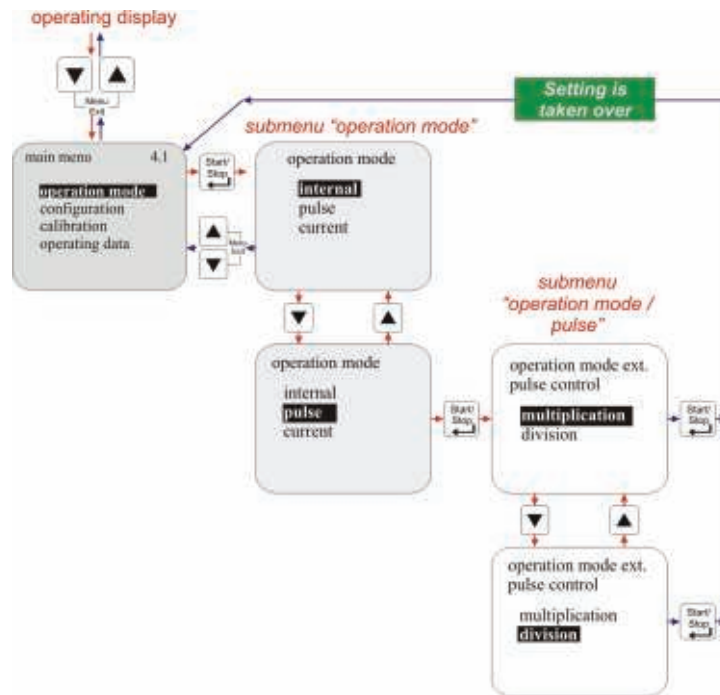 operating display
Menu
Exit
Setting is
taken over
submenu "operation mode"
main menu 4.1
operation mode
configuration
calibration
operating data
Start/
Stop
operation mode
internal
pulse
current
Menu
Exit
submenu
"operation mode /
pulse"
operation mode
internal
pulse
current
Start/
Stop
operation mode ext.
pulse control
multiplication
division
Start/
Stop
operation mode ext.
pulse control
multiplication
division
Start/
Stop